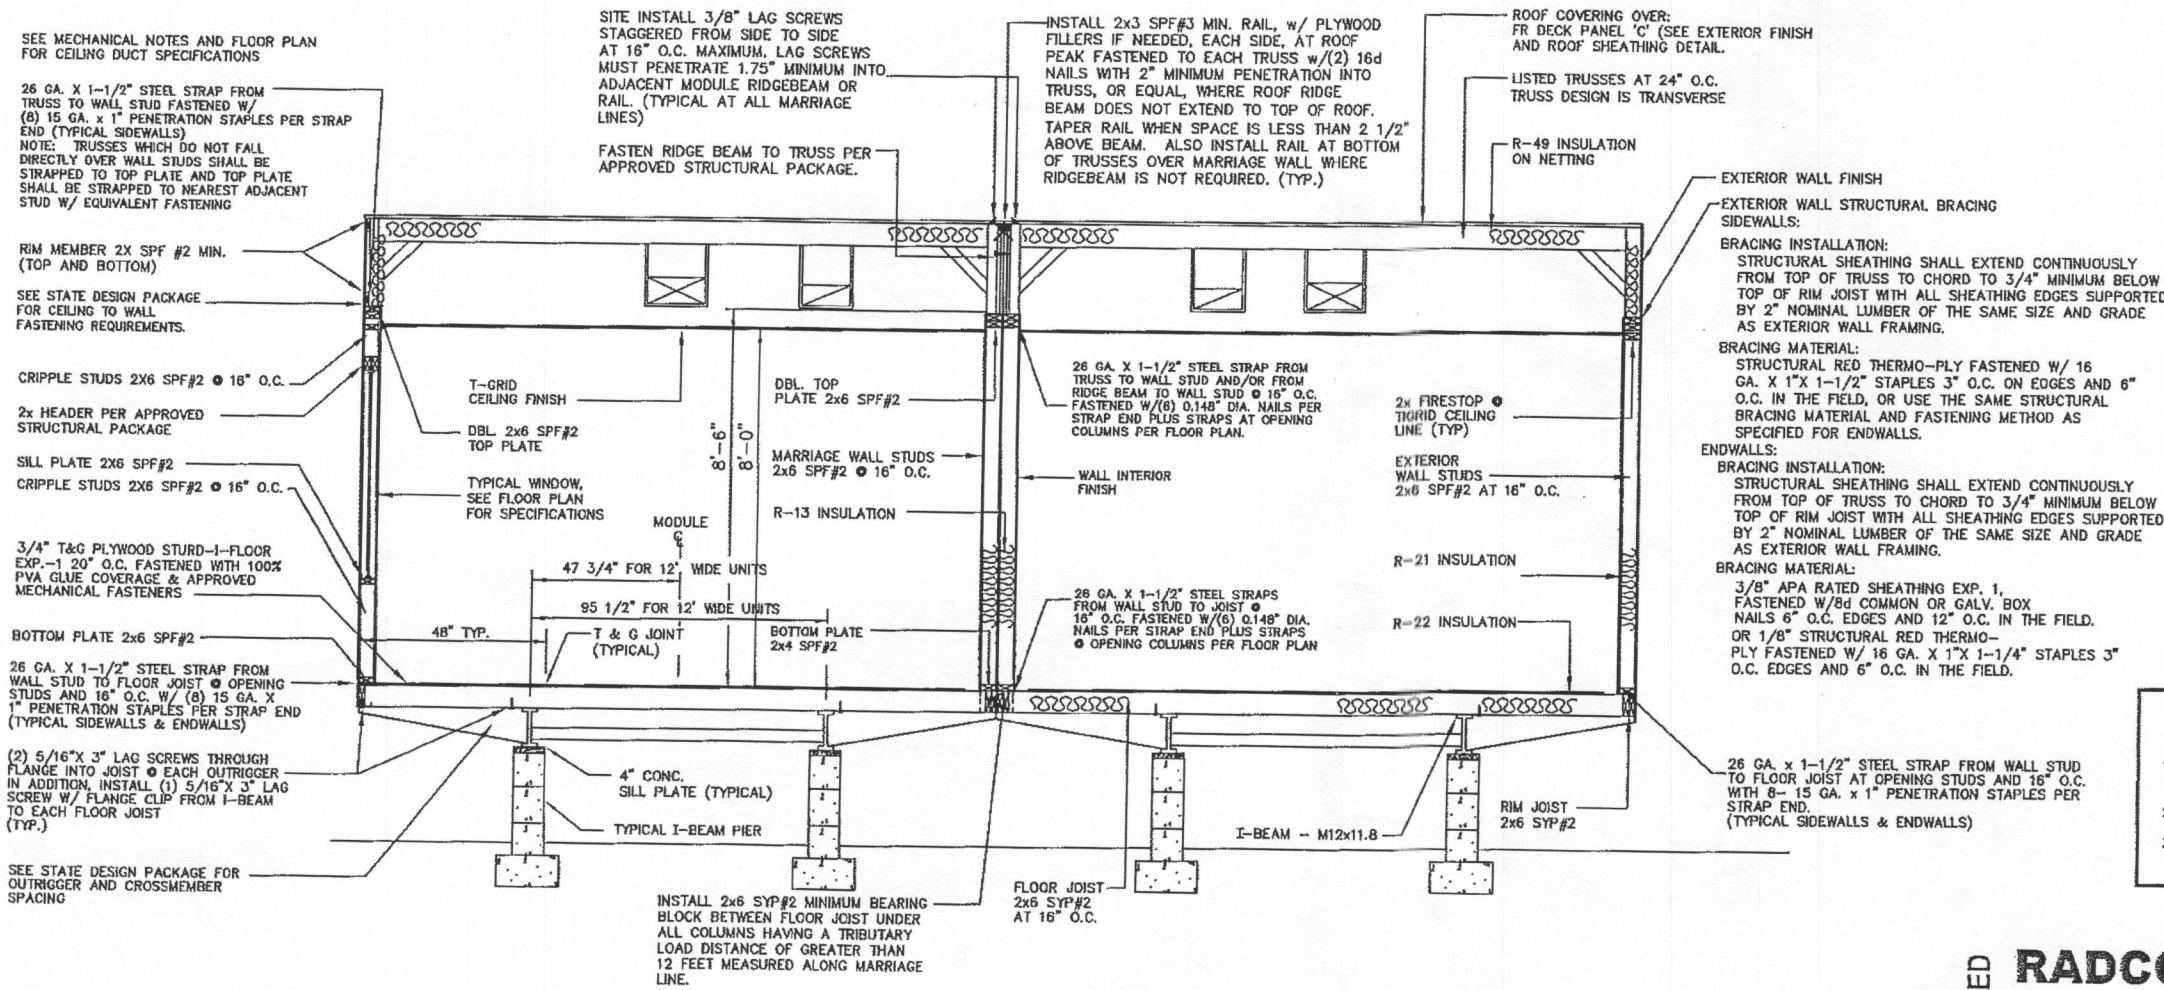 SEE MECHANICAL NOTES AND FLOOR PLAN
FOR CEILING DUCT SPECIFICATIONS
26 GA. X 1-1/2" STEEL STRAP FROM
TRUSS TO WALL STUD FASTENED W/
(8) 15 GA. x 1" PENETRATION STAPLES PER STRAP
END (TYPICAL SIDEWALLS)
NOTE: TRUSSES WHICH DO NOT FALL
DIRECTLY OVER WALL STUDS SHALL BE
STRAPPED TO TOP PLATE AND TOP PLATE
SHALL BE STRAPPED TO NEAREST ADJACENT
STUD W/ EQUIVALENT FASTENING
RIM MEMBER 2X SPF #2 MIN.
(TOP AND BOTTOM)
SEE STATE DESIGN PACKAGE
FOR CEILING TO WALL
FASTENING REQUIREMENTS.
CRIPPLE STUDS 2X6 SPF#2 @ 16" O.C.
2x HEADER PER APPROVED
STRUCTURAL PACKAGE
SILL PLATE 2X6 SPF#2
CRIPPLE STUDS 2X6 SPF#2 @ 16" O.C.
3/4" T&G PLYWOOD STURD-I-FLOOR
EXP.-1 20" O.C. FASTENED WITH 100%
PVA GLUE COVERAGE & APPROVED
MECHANICAL FASTENERS
BOTTOM PLATE 2x6 SPF#2
26 GA. X 1-1/2" STEEL STRAP FROM
WALL STUD TO FLOOR JOIST @ OPENING
STUDS AND 16" O.C. W/ (8) 15 GA. X
1" PENETRATION STAPLES PER STRAP END
(TYPICAL SIDEWALLS & ENDWALLS)
(2) 5/16"X 3" LAG SCREWS THROUGH
FLANGE INTO JOIST @ EACH OUTRIGGER
IN ADDITION, INSTALL (1) 5/16"X 3" LAG
SCREW W/ FLANGE CLIP FROM I-BEAM
TO EACH FLOOR JOIST
(TYP.)
SEE STATE DESIGN PACKAGE FOR
OUTRIGGER AND CROSSMEMBER
SPACING
SITE INSTALL 3/8" LAG SCREWS
STAGGERED FROM SIDE TO SIDE
AT 16" O.C. MAXIMUM, LAG SCREWS
MUST PENETRATE 1.75" MINIMUM INTO
ADJACENT MODULE RIDGEBEAM OR
RAIL. (TYPICAL AT ALL MARRIAGE
LINES)
FASTEN RIDGE BEAM TO TRUSS PER
APPROVED STRUCTURAL PACKAGE.
INSTALL 2x3 SPF#3 MIN. RAIL, w/ PLYWOOD
FILLERS IF NEEDED, EACH SIDE, AT ROOF
PEAK FASTENED TO EACH TRUSS w/(2) 16d
NAILS WITH 2" MINIMUM PENETRATION INTO
TRUSS, OR EQUAL, WHERE ROOF RIDGE
BEAM DOES NOT EXTEND TO TOP OF ROOF.
TAPER RAIL WHEN SPACE IS LESS THAN 2 1/2"
ABOVE BEAM. ALSO INSTALL RAIL AT BOTTOM
OF TRUSSES OVER MARRIAGE WALL WHERE
RIDGEBEAM IS NOT REQUIRED. (TYP.)
ROOF COVERING OVER:
FR DECK PANEL 'C' (SEE EXTERIOR FINISH
AND ROOF SHEATHING DETAIL.
LISTED TRUSSES AT 24" O.C.
TRUSS DESIGN IS TRANSVERSE
R-49 INSULATION
ON NETTING
T-GRID
CEILING FINISH
DBL. 2x6 SPF#2
TOP PLATE
TYPICAL WINDOW,
SEE FLOOR PLAN
FOR SPECIFICATIONS
8'-6"
8'-0"
DBL. TOP
PLATE 2x6 SPF#2
MARRIAGE WALL STUDS
2x6 SPF#2 @ 16" O.C.
R-13 INSULATION
MODULE
CL
47 3/4" FOR 12' WIDE UNITS
95 1/2" FOR 12' WIDE UNITS
48" TYP.
T & G JOINT
(TYPICAL)
BOTTOM PLATE
2x4 SPF#2
26 GA. X 1-1/2" STEEL STRAP FROM
TRUSS TO WALL STUD AND/OR FROM
RIDGE BEAM TO WALL STUD @ 16" O.C.
FASTENED W/(6) 0.148" DIA. NAILS PER
STRAP END PLUS STRAPS AT OPENING
COLUMNS PER FLOOR PLAN.
WALL INTERIOR
FINISH
26 GA. X 1-1/2" STEEL STRAPS
FROM WALL STUD TO JOIST @
16" O.C. FASTENED W/(6) 0.148" DIA.
NAILS PER STRAP END PLUS STRAPS
@ OPENING COLUMNS PER FLOOR PLAN
2x FIRESTOP @
TIGRID CEILING
LINE (TYP)
EXTERIOR
WALL STUDS
2x6 SPF#2 AT 16" O.C.
R-21 INSULATION
R-22 INSULATION
4" CONC.
SILL PLATE (TYPICAL)
TYPICAL I-BEAM PIER
I-BEAM - M12x11.8
RIM JOIST
2x6 SYP#2
FLOOR JOIST
2x6 SYP#2
AT 16" O.C.
INSTALL 2x6 SYP#2 MINIMUM BEARING
BLOCK BETWEEN FLOOR JOIST UNDER
ALL COLUMNS HAVING A TRIBUTARY
LOAD DISTANCE OF GREATER THAN
12 FEET MEASURED ALONG MARRIAGE
LINE.
EXTERIOR WALL FINISH
EXTERIOR WALL STRUCTURAL BRACING
SIDEWALLS:
BRACING INSTALLATION:
STRUCTURAL SHEATHING SHALL EXTEND CONTINUOUSLY
FROM TOP OF TRUSS TO CHORD TO 3/4" MINIMUM BELOW
TOP OF RIM JOIST WITH ALL SHEATHING EDGES SUPPORTED
BY 2" NOMINAL LUMBER OF THE SAME SIZE AND GRADE
AS EXTERIOR WALL FRAMING.
BRACING MATERIAL:
STRUCTURAL RED THERMO-PLY FASTENED W/ 16
GA. X 1"X 1-1/2" STAPLES 3" O.C. ON EDGES AND 6"
O.C. IN THE FIELD, OR USE THE SAME STRUCTURAL
BRACING MATERIAL AND FASTENING METHOD AS
SPECIFIED FOR ENDWALLS.
ENDWALLS:
BRACING INSTALLATION:
STRUCTURAL SHEATHING SHALL EXTEND CONTINUOUSLY
FROM TOP OF TRUSS TO CHORD TO 3/4" MINIMUM BELOW
TOP OF RIM JOIST WITH ALL SHEATHING EDGES SUPPORTED
BY 2" NOMINAL LUMBER OF THE SAME SIZE AND GRADE
AS EXTERIOR WALL FRAMING.
BRACING MATERIAL:
3/8" APA RATED SHEATHING EXP. 1,
FASTENED W/8d COMMON OR GALV. BOX
NAILS 6" O.C. EDGES AND 12" O.C. IN THE FIELD.
OR 1/8" STRUCTURAL RED THERMO-
PLY FASTENED W/ 16 GA. X 1"X 1-1/4" STAPLES 3"
O.C. EDGES AND 6" O.C. IN THE FIELD.
26 GA. x 1-1/2" STEEL STRAP FROM WALL STUD
TO FLOOR JOIST AT OPENING STUDS AND 16" O.C.
WITH 8- 15 GA. x 1" PENETRATION STAPLES PER
STRAP END.
(TYPICAL SIDEWALLS & ENDWALLS)
ED
RADCO